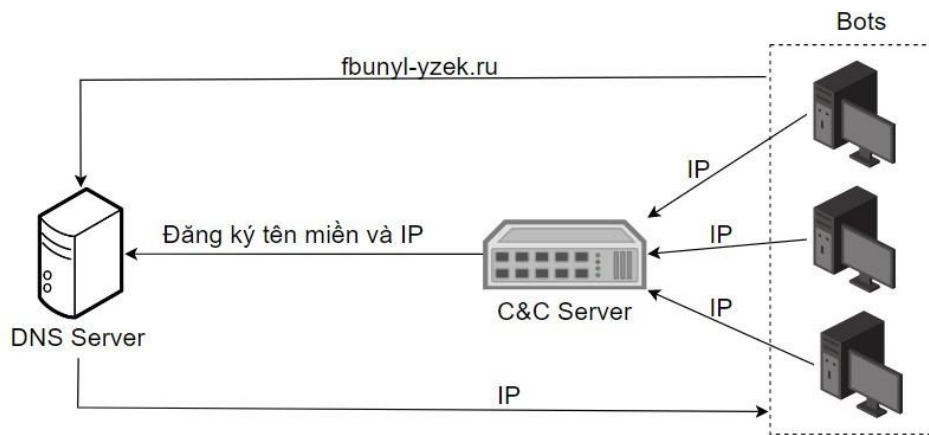 Bots
fbunyl-yzek.ru
IP
Đăng ký tên miền và IP
IP
C&C Server
IP
DNS Server
IP